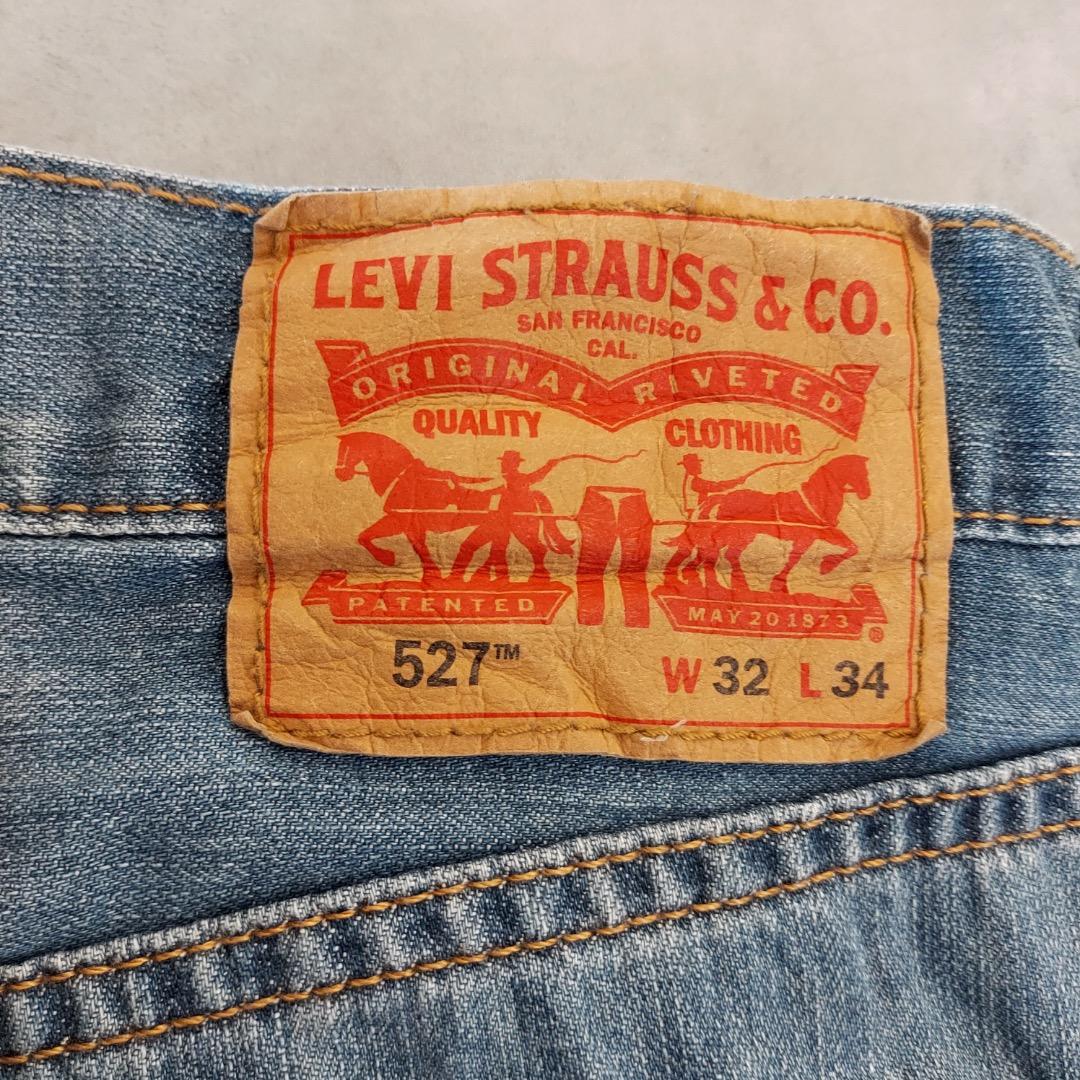 LEVI STRAUSS & CO.
SAN FRANCISCO
CAL.
ORIGINAL RIVETED
QUALITY CLOTHING
PATENTED MAY 20 1873 ®
527™ W 32 L 34